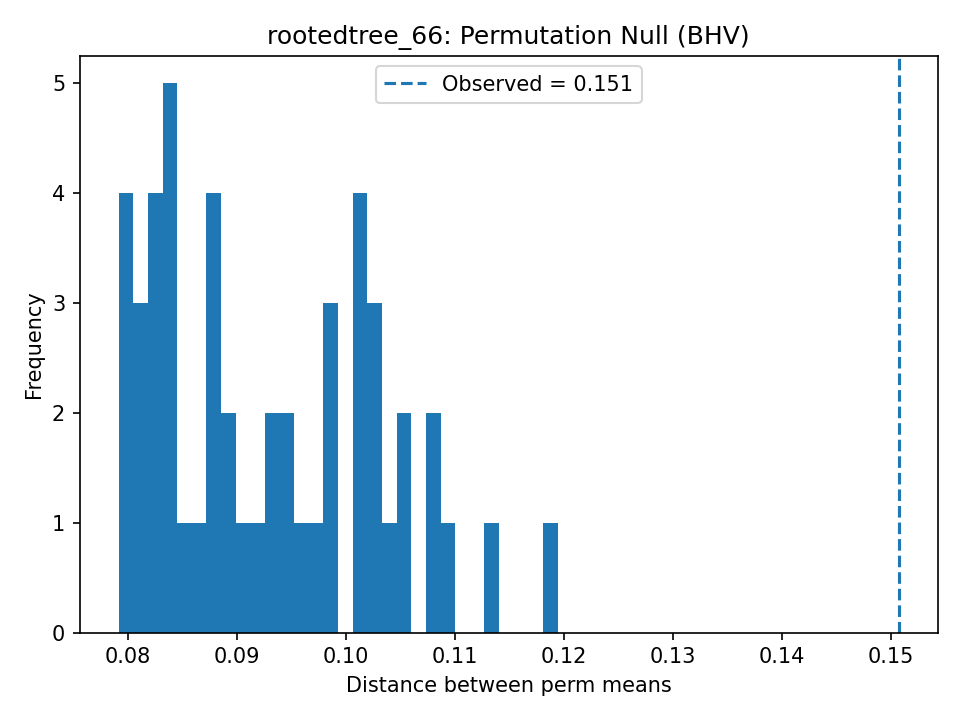 rootedtree_66: Permutation Null (BHV)
Observed = 0.151
Frequency
5
4
3
2
1
0
0.08 0.09 0.10 0.11 0.12 0.13 0.14 0.15
Distance between perm means